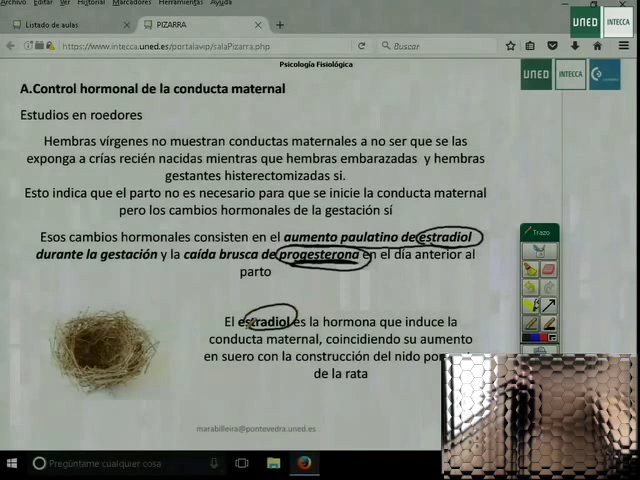 Archivo Editar Ver Historial Marcadores Herramientas Ayuda
Listado de aulas
PIZARRA
https://www.intecca.uned.es/portalavip/salaPizarra.php
Buscar
UNED
INTECCA
Psicología Fisiológica
UNED
INTECCA
A.Control hormonal de la conducta maternal
Estudios en roedores
Hembras vírgenes no muestran conductas maternales a no ser que se las
exponga a crías recién nacidas mientras que hembras embarazadas y hembras
gestantes histerectomizadas si.
Esto indica que el parto no es necesario para que se inicie la conducta maternal
pero los cambios hormonales de la gestación sí
Esos cambios hormonales consisten en el aumento paulatino de estradiol
durante la gestación y la caída brusca de progesterona en el día anterior al
parto
Trazo
El estradiol es la hormona que induce la
conducta maternal, coincidiendo su aumento
en suero con la construcción del nido por
de la rata
marabilleira@pontevedra.uned.es
Pregúntame cualquier cosa